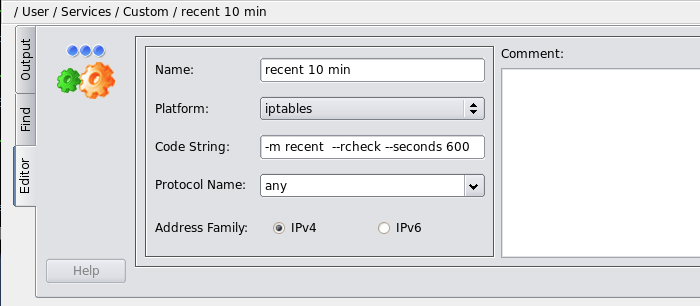 / User / Services / Custom / recent 10 min
Output
Find
Editor
Help
Name:
recent 10 min
Platform:
iptables
Code String:
-m recent  --rcheck --seconds 600
Protocol Name:
any
Address Family:
IPv4
IPv6
Comment: